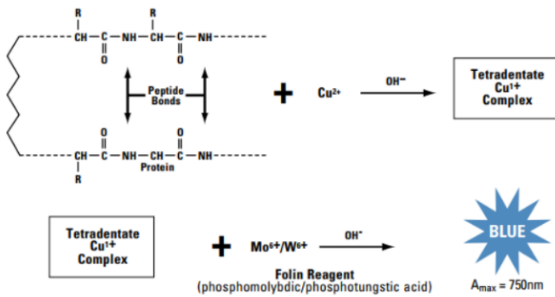 R R
CH—C—NH—CH—C—NH
O O
Peptide
Bonds
+ Cu²⁺ OH⁻
Tetradentate
Cu¹⁺
Complex
O O
CH—C—NH—CH—C—NH
R Protein
Tetradentate
Cu¹⁺
Complex
+ Mo⁶⁺/W⁶⁺ OH⁻
Folin Reagent
(phosphomolybdic/phosphotungstic acid)
BLUE
Amax = 750nm